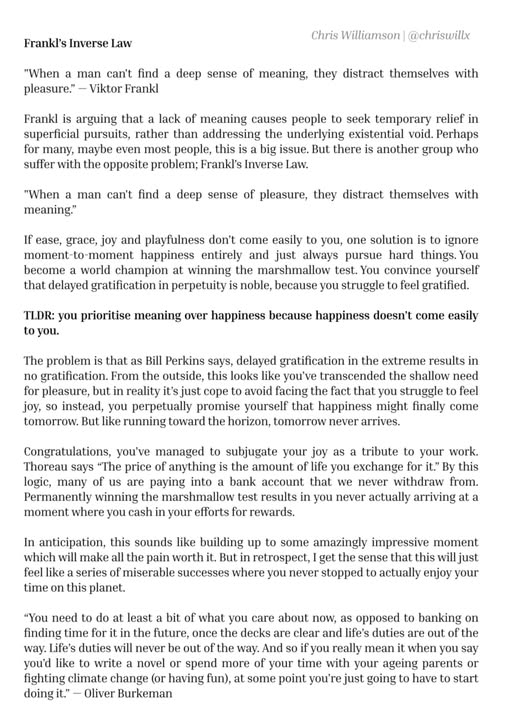 Chris Williamson | @chriswillx
Frankl's Inverse Law
"When a man can't find a deep sense of meaning, they distract themselves with
pleasure." — Viktor Frankl
Frankl is arguing that a lack of meaning causes people to seek temporary relief in
superficial pursuits, rather than addressing the underlying existential void. Perhaps
for many, maybe even most people, this is a big issue. But there is another group who
suffer with the opposite problem; Frankl's Inverse Law.
"When a man can't find a deep sense of pleasure, they distract themselves with
meaning."
If ease, grace, joy and playfulness don't come easily to you, one solution is to ignore
moment-to-moment happiness entirely and just always pursue hard things. You
become a world champion at winning the marshmallow test. You convince yourself
that delayed gratification in perpetuity is noble, because you struggle to feel gratified.
TLDR: you prioritise meaning over happiness because happiness doesn't come easily
to you.
The problem is that as Bill Perkins says, delayed gratification in the extreme results in
no gratification. From the outside, this looks like you've transcended the shallow need
for pleasure, but in reality it's just cope to avoid facing the fact that you struggle to feel
joy, so instead, you perpetually promise yourself that happiness might finally come
tomorrow. But like running toward the horizon, tomorrow never arrives.
Congratulations, you've managed to subjugate your joy as a tribute to your work.
Thoreau says "The price of anything is the amount of life you exchange for it." By this
logic, many of us are paying into a bank account that we never withdraw from.
Permanently winning the marshmallow test results in you never actually arriving at a
moment where you cash in your efforts for rewards.
In anticipation, this sounds like building up to some amazingly impressive moment
which will make all the pain worth it. But in retrospect, I get the sense that this will just
feel like a series of miserable successes where you never stopped to actually enjoy your
time on this planet.
"You need to do at least a bit of what you care about now, as opposed to banking on
finding time for it in the future, once the decks are clear and life's duties are out of the
way. Life's duties will never be out of the way. And so if you really mean it when you say
you'd like to write a novel or spend more of your time with your ageing parents or
fighting climate change (or having fun), at some point you're just going to have to start
doing it." — Oliver Burkeman